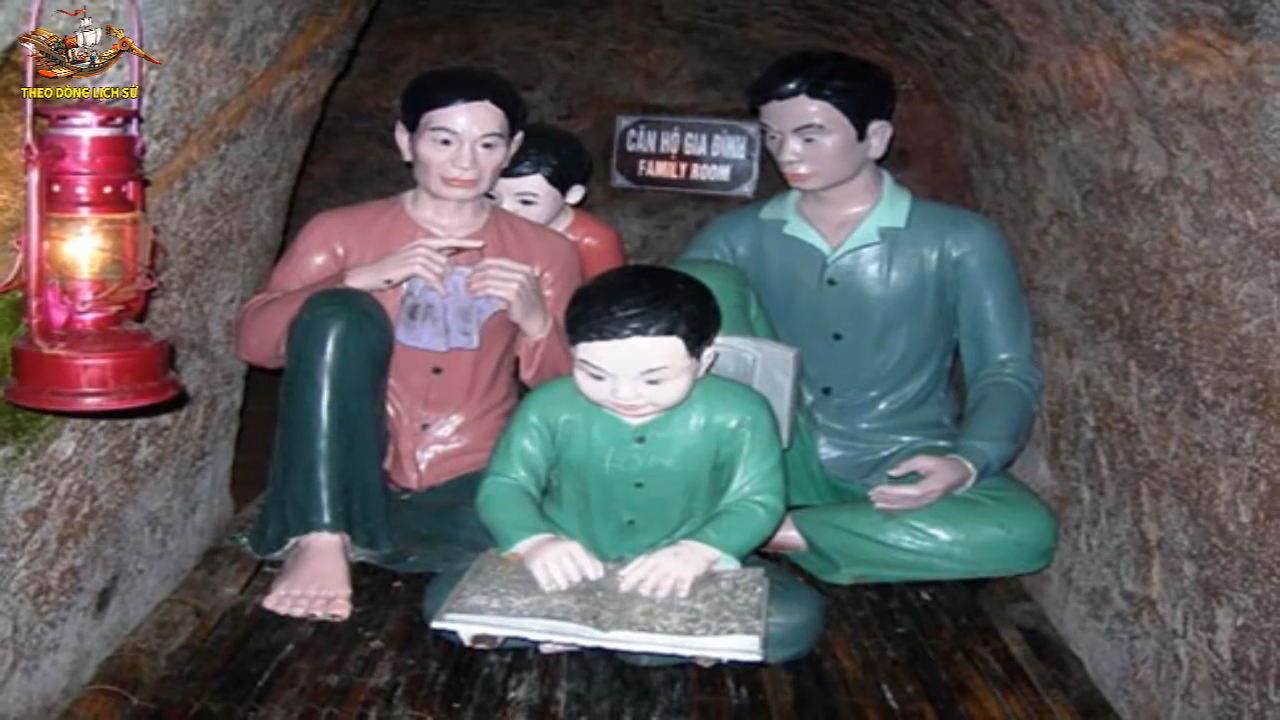 THEO DÒNG LỊCH SỬ
CĂN HỘ GIA ĐÌNH
FAMILY ROOM